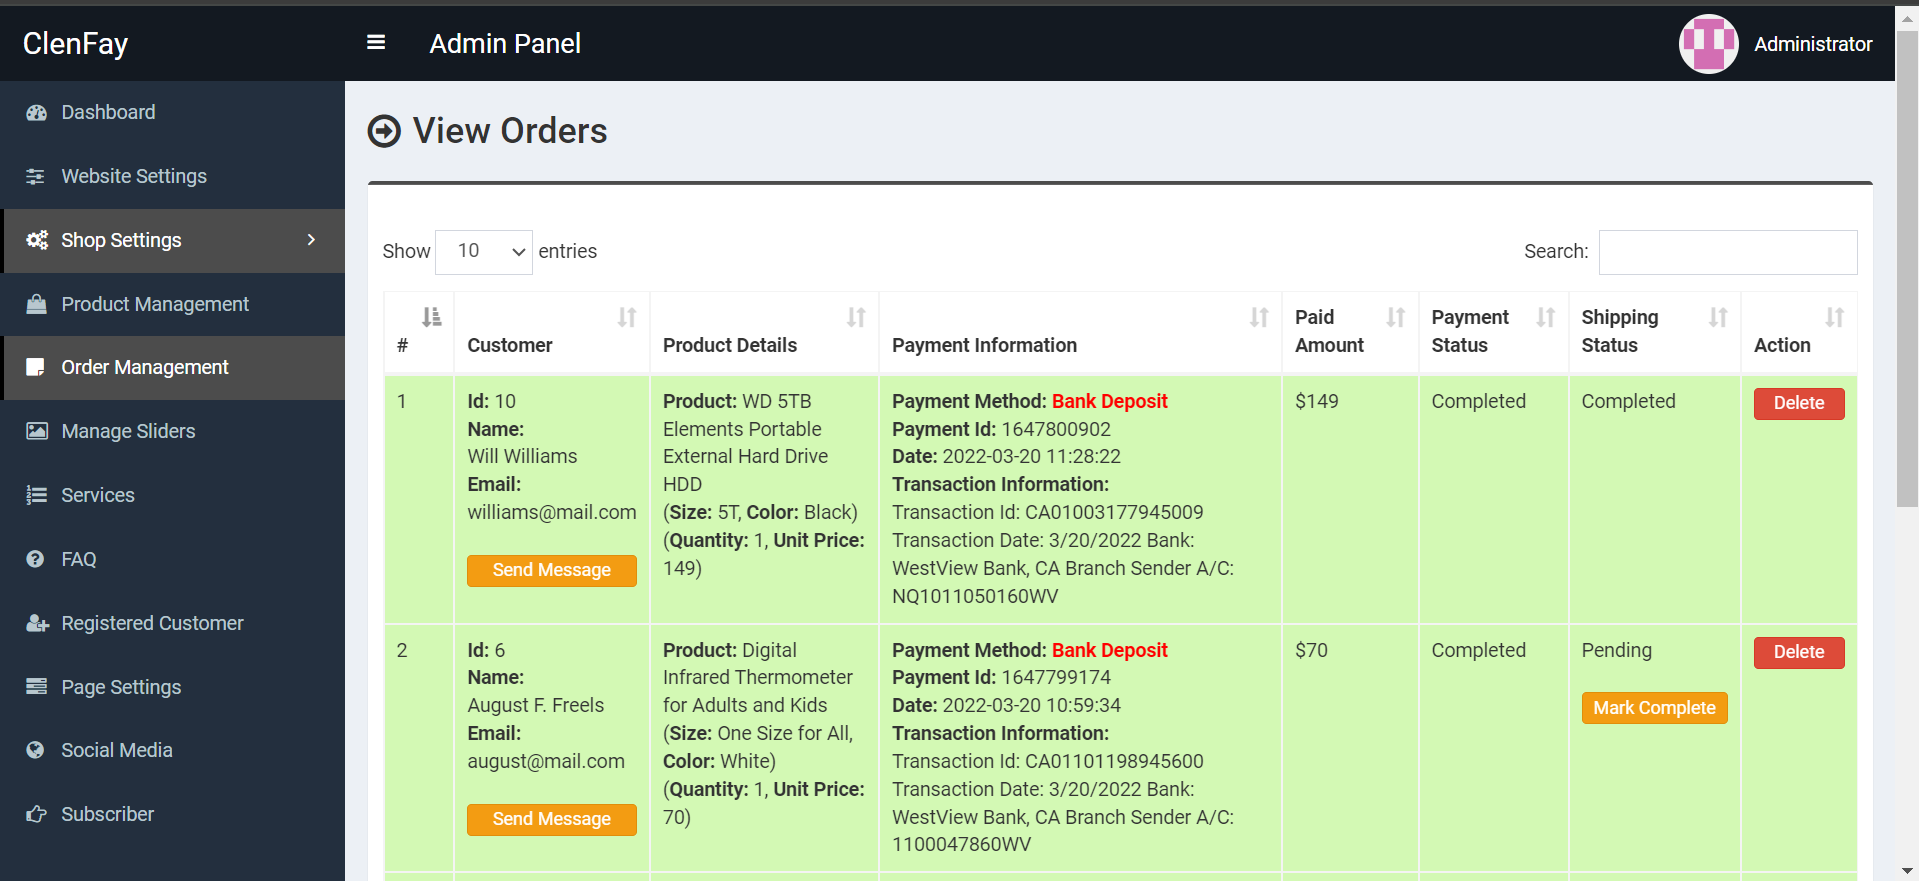 ClenFay
Admin Panel
Administrator
Dashboard
Website Settings
Shop Settings
Product Management
Order Management
Manage Sliders
Services
FAQ
Registered Customer
Page Settings
Social Media
Subscriber
View Orders
Show 10 entries
Search:
#
Customer
Product Details
Payment Information
Paid
Amount
Payment
Status
Shipping
Status
Action
1
Id: 10
Name:
Will Williams
Email:
williams@mail.com
Send Message
Product: WD 5TB
Elements Portable
External Hard Drive
HDD
(Size: 5T, Color: Black)
(Quantity: 1, Unit Price:
149)
Payment Method: Bank Deposit
Payment Id: 1647800902
Date: 2022-03-20 11:28:22
Transaction Information:
Transaction Id: CA01003177945009
Transaction Date: 3/20/2022 Bank:
WestView Bank, CA Branch Sender A/C:
NQ1011050160WV
$149
Completed
Completed
Delete
2
Id: 6
Name:
August F. Freels
Email:
august@mail.com
Send Message
Product: Digital
Infrared Thermometer
for Adults and Kids
(Size: One Size for All,
Color: White)
(Quantity: 1, Unit Price:
70)
Payment Method: Bank Deposit
Payment Id: 1647799174
Date: 2022-03-20 10:59:34
Transaction Information:
Transaction Id: CA01101198945600
Transaction Date: 3/20/2022 Bank:
WestView Bank, CA Branch Sender A/C:
1100047860WV
$70
Completed
Pending
Mark Complete
Delete